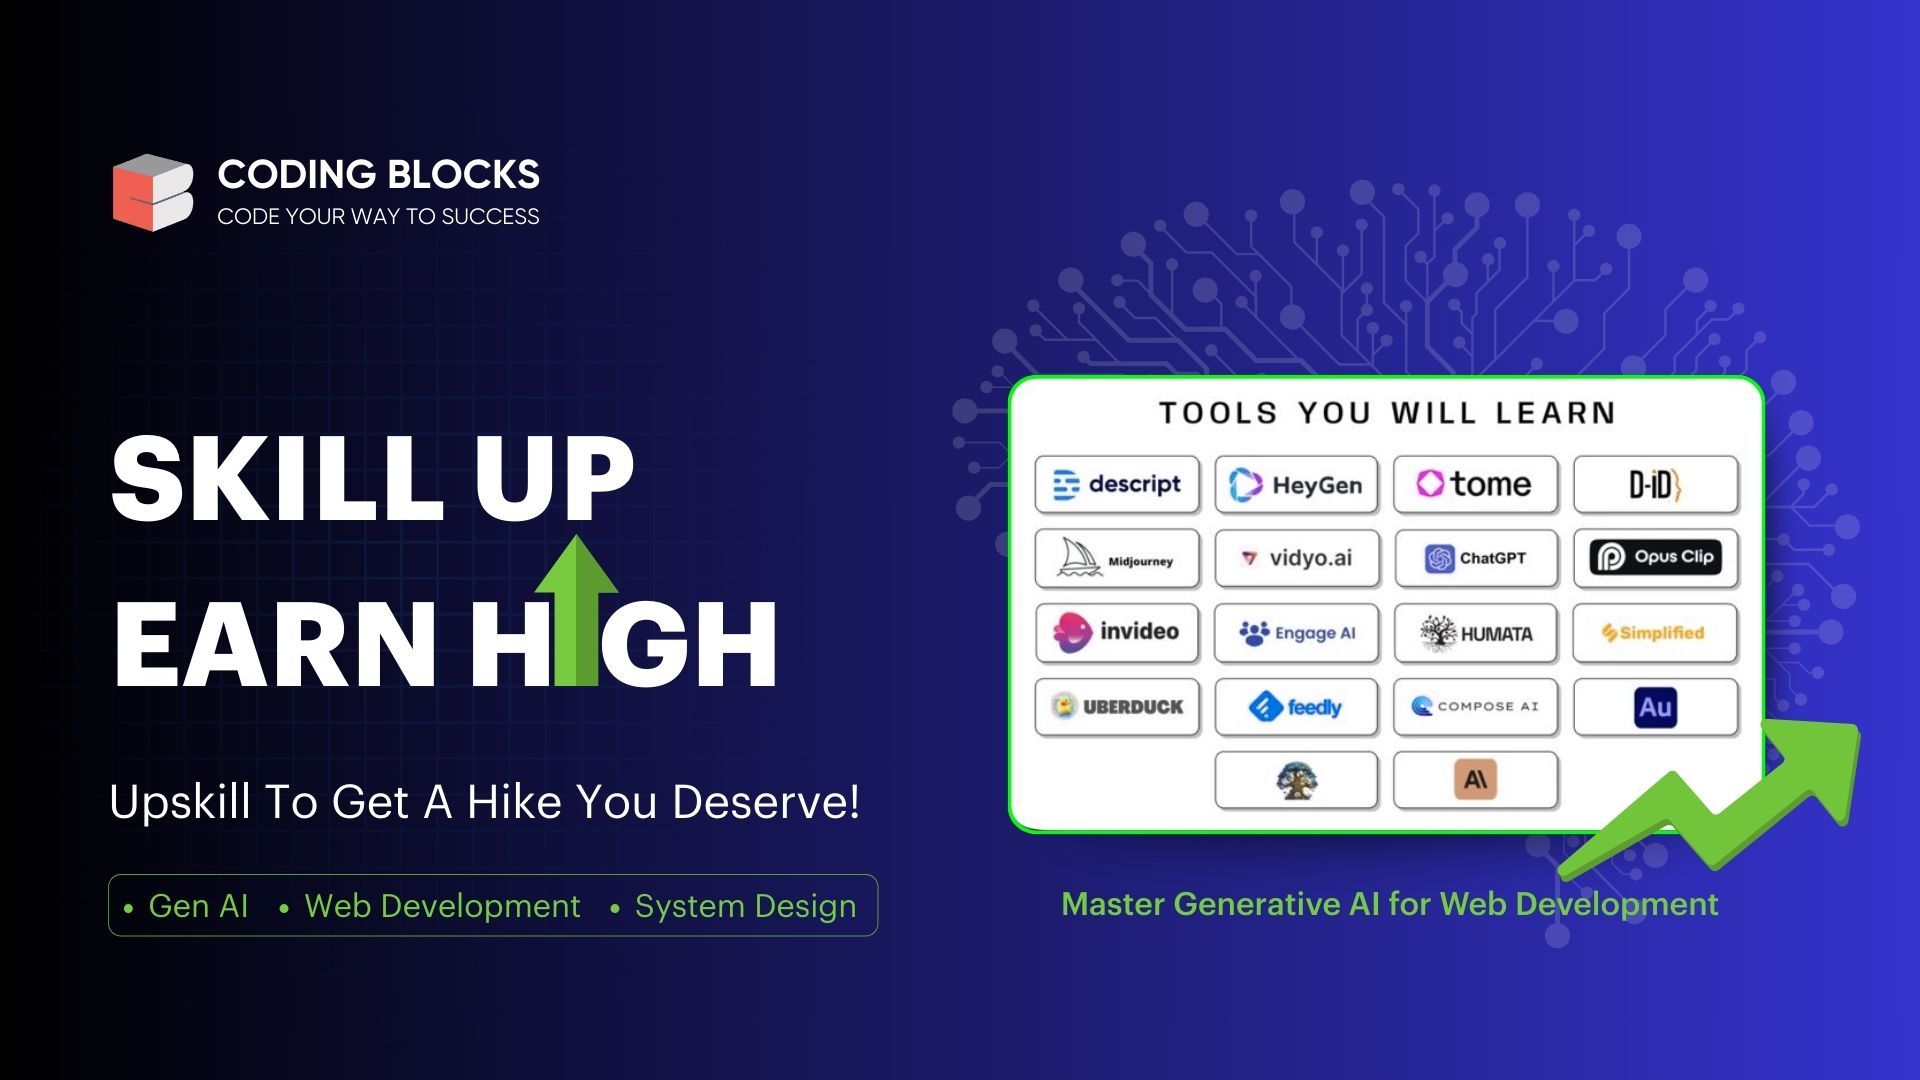 CODING BLOCKS
CODE YOUR WAY TO SUCCESS
SKILL UP
EARN HIGH
Upskill To Get A Hike You Deserve!
• Gen AI • Web Development • System Design
TOOLS YOU WILL LEARN
descript HeyGen tome D-iD
Midjourney vidyo.ai ChatGPT Opus Clip
invideo Engage AI HUMATA Simplified
UBERDUCK feedly COMPOSE AI Au
AI
Master Generative AI for Web Development